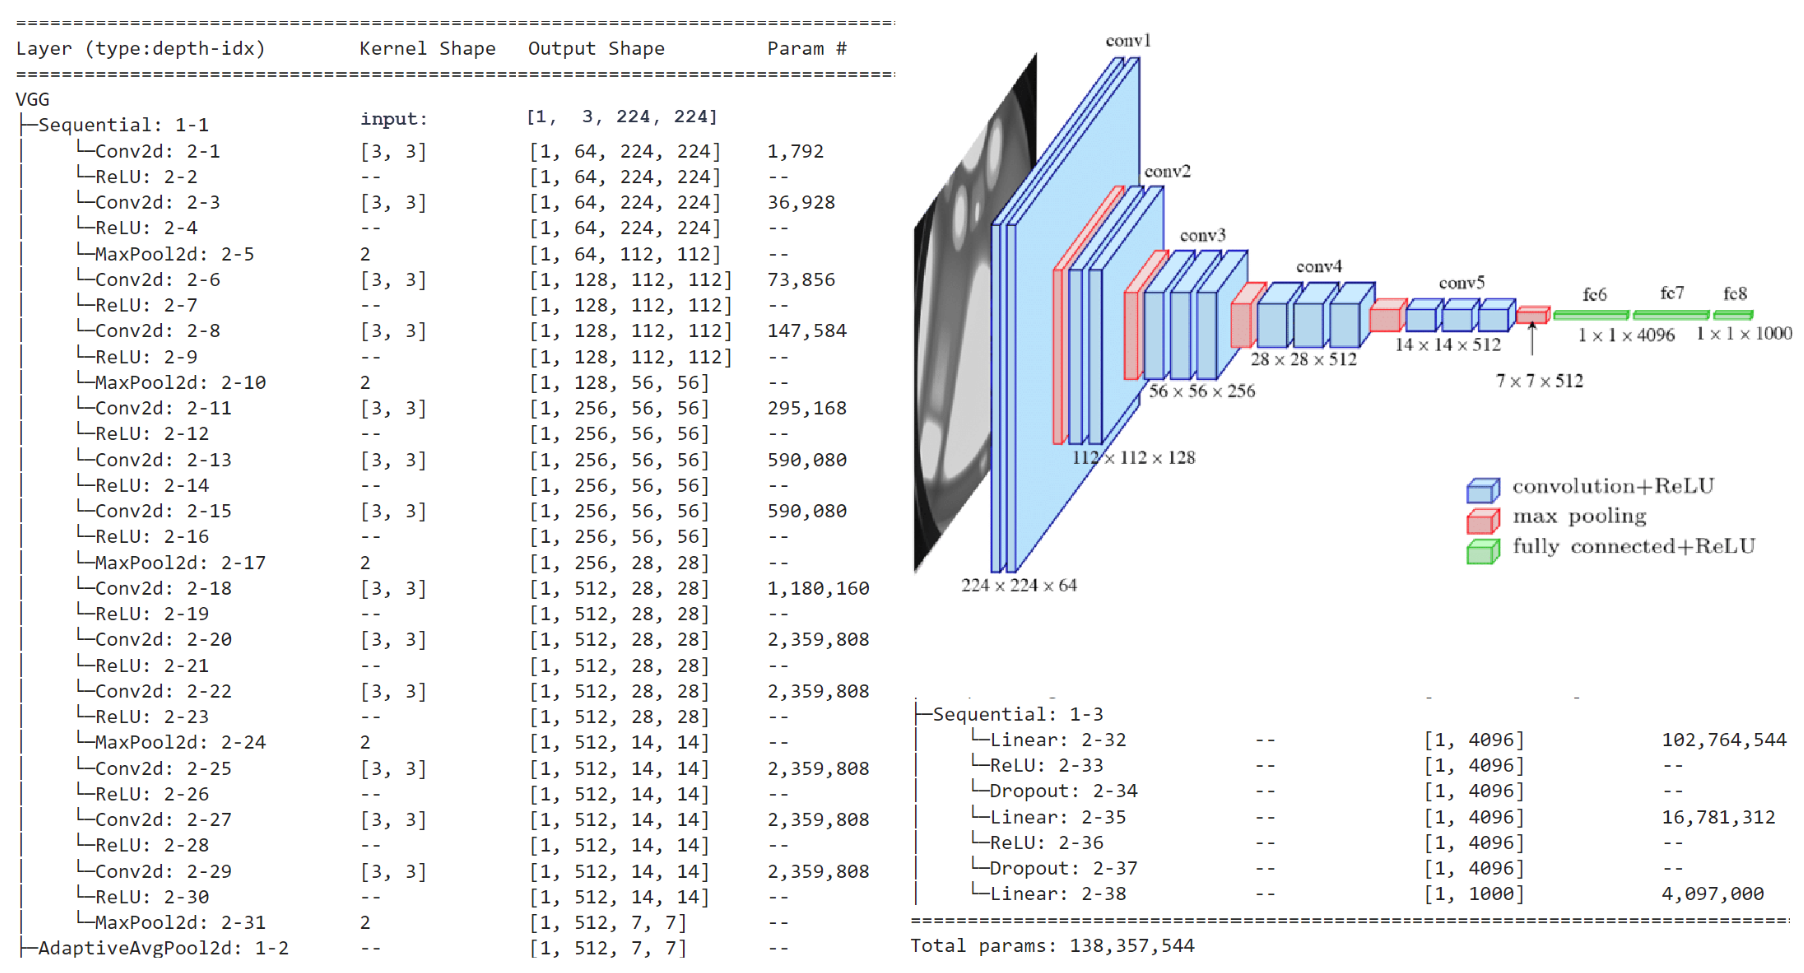 ================================================================================
Layer (type:depth-idx) Kernel Shape Output Shape Param #
================================================================================
VGG
├─Sequential: 1-1 input: [1, 3, 224, 224]
│ └─Conv2d: 2-1 [3, 3] [1, 64, 224, 224] 1,792
│ └─ReLU: 2-2 -- [1, 64, 224, 224] --
│ └─Conv2d: 2-3 [3, 3] [1, 64, 224, 224] 36,928
│ └─ReLU: 2-4 -- [1, 64, 224, 224] --
│ └─MaxPool2d: 2-5 2 [1, 64, 112, 112] --
│ └─Conv2d: 2-6 [3, 3] [1, 128, 112, 112] 73,856
│ └─ReLU: 2-7 -- [1, 128, 112, 112] --
│ └─Conv2d: 2-8 [3, 3] [1, 128, 112, 112] 147,584
│ └─ReLU: 2-9 -- [1, 128, 112, 112] --
│ └─MaxPool2d: 2-10 2 [1, 128, 56, 56] --
│ └─Conv2d: 2-11 [3, 3] [1, 256, 56, 56] 295,168
│ └─ReLU: 2-12 -- [1, 256, 56, 56] --
│ └─Conv2d: 2-13 [3, 3] [1, 256, 56, 56] 590,080
│ └─ReLU: 2-14 -- [1, 256, 56, 56] --
│ └─Conv2d: 2-15 [3, 3] [1, 256, 56, 56] 590,080
│ └─ReLU: 2-16 -- [1, 256, 56, 56] --
│ └─MaxPool2d: 2-17 2 [1, 256, 28, 28] --
│ └─Conv2d: 2-18 [3, 3] [1, 512, 28, 28] 1,180,160
│ └─ReLU: 2-19 -- [1, 512, 28, 28] --
│ └─Conv2d: 2-20 [3, 3] [1, 512, 28, 28] 2,359,808
│ └─ReLU: 2-21 -- [1, 512, 28, 28] --
│ └─Conv2d: 2-22 [3, 3] [1, 512, 28, 28] 2,359,808
│ └─ReLU: 2-23 -- [1, 512, 28, 28] --
│ └─MaxPool2d: 2-24 2 [1, 512, 14, 14] --
│ └─Conv2d: 2-25 [3, 3] [1, 512, 14, 14] 2,359,808
│ └─ReLU: 2-26 -- [1, 512, 14, 14] --
│ └─Conv2d: 2-27 [3, 3] [1, 512, 14, 14] 2,359,808
│ └─ReLU: 2-28 -- [1, 512, 14, 14] --
│ └─Conv2d: 2-29 [3, 3] [1, 512, 14, 14] 2,359,808
│ └─ReLU: 2-30 -- [1, 512, 14, 14] --
│ └─MaxPool2d: 2-31 2 [1, 512, 7, 7] --
├─AdaptiveAvgPool2d: 1-2 -- [1, 512, 7, 7] --
conv1
conv2
conv3
conv4
conv5
fc6 fc7 fc8
1 × 1 × 4096 1 × 1 × 1000
14 × 14 × 512
28 × 28 × 512
7 × 7 × 512
56 × 56 × 256
112 × 112 × 128
224 × 224 × 64
convolution+ReLU
max pooling
fully connected+ReLU
├─Sequential: 1-3
│ └─Linear: 2-32 -- [1, 4096] 102,764,544
│ └─ReLU: 2-33 -- [1, 4096] --
│ └─Dropout: 2-34 -- [1, 4096] --
│ └─Linear: 2-35 -- [1, 4096] 16,781,312
│ └─ReLU: 2-36 -- [1, 4096] --
│ └─Dropout: 2-37 -- [1, 4096] --
│ └─Linear: 2-38 -- [1, 1000] 4,097,000
================================================================================
Total params: 138,357,544